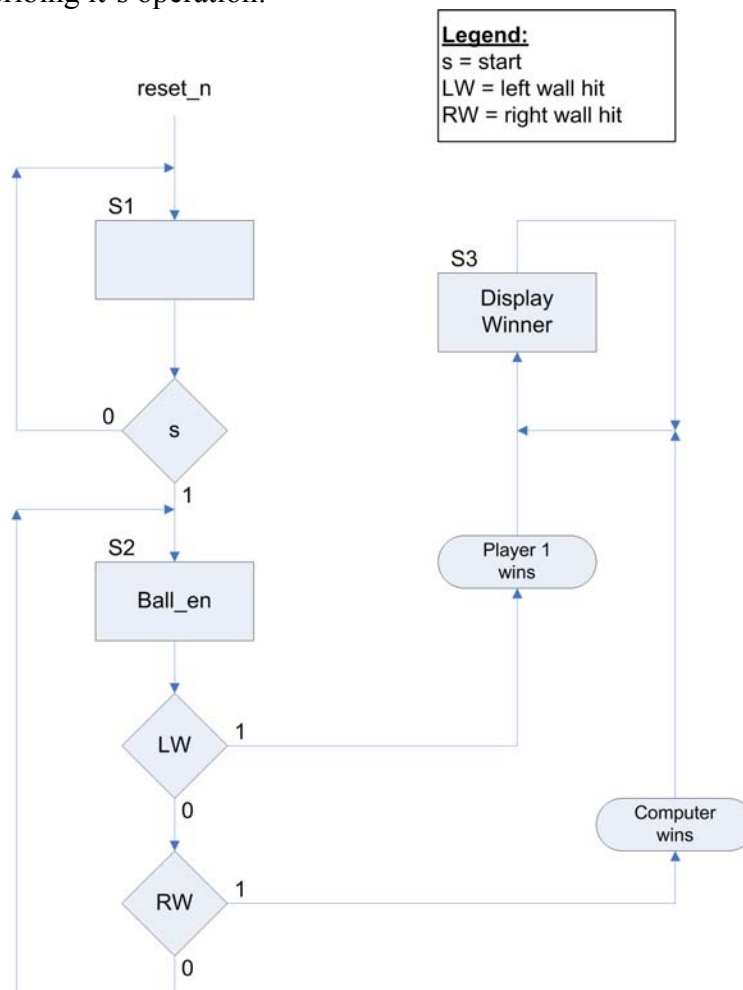 it's operation.
Legend:
s = start
LW = left wall hit
RW = right wall hit
reset_n
S1
0
s
1
S2
Ball_en
LW
1
0
RW
1
0
S3
Display
Winner
Player 1
wins
Computer
wins